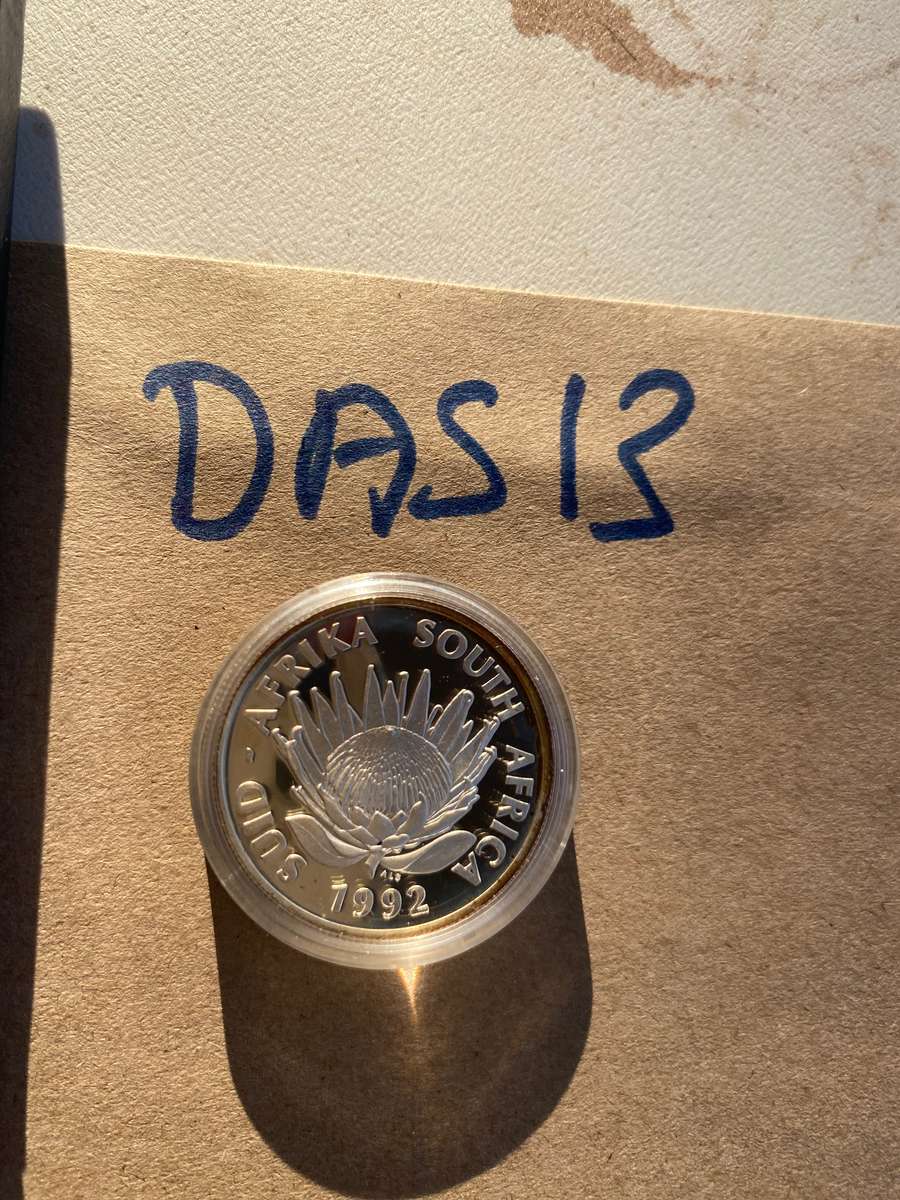 DAS 13
SUID-AFRIKA SOUTH AFRICA
1992